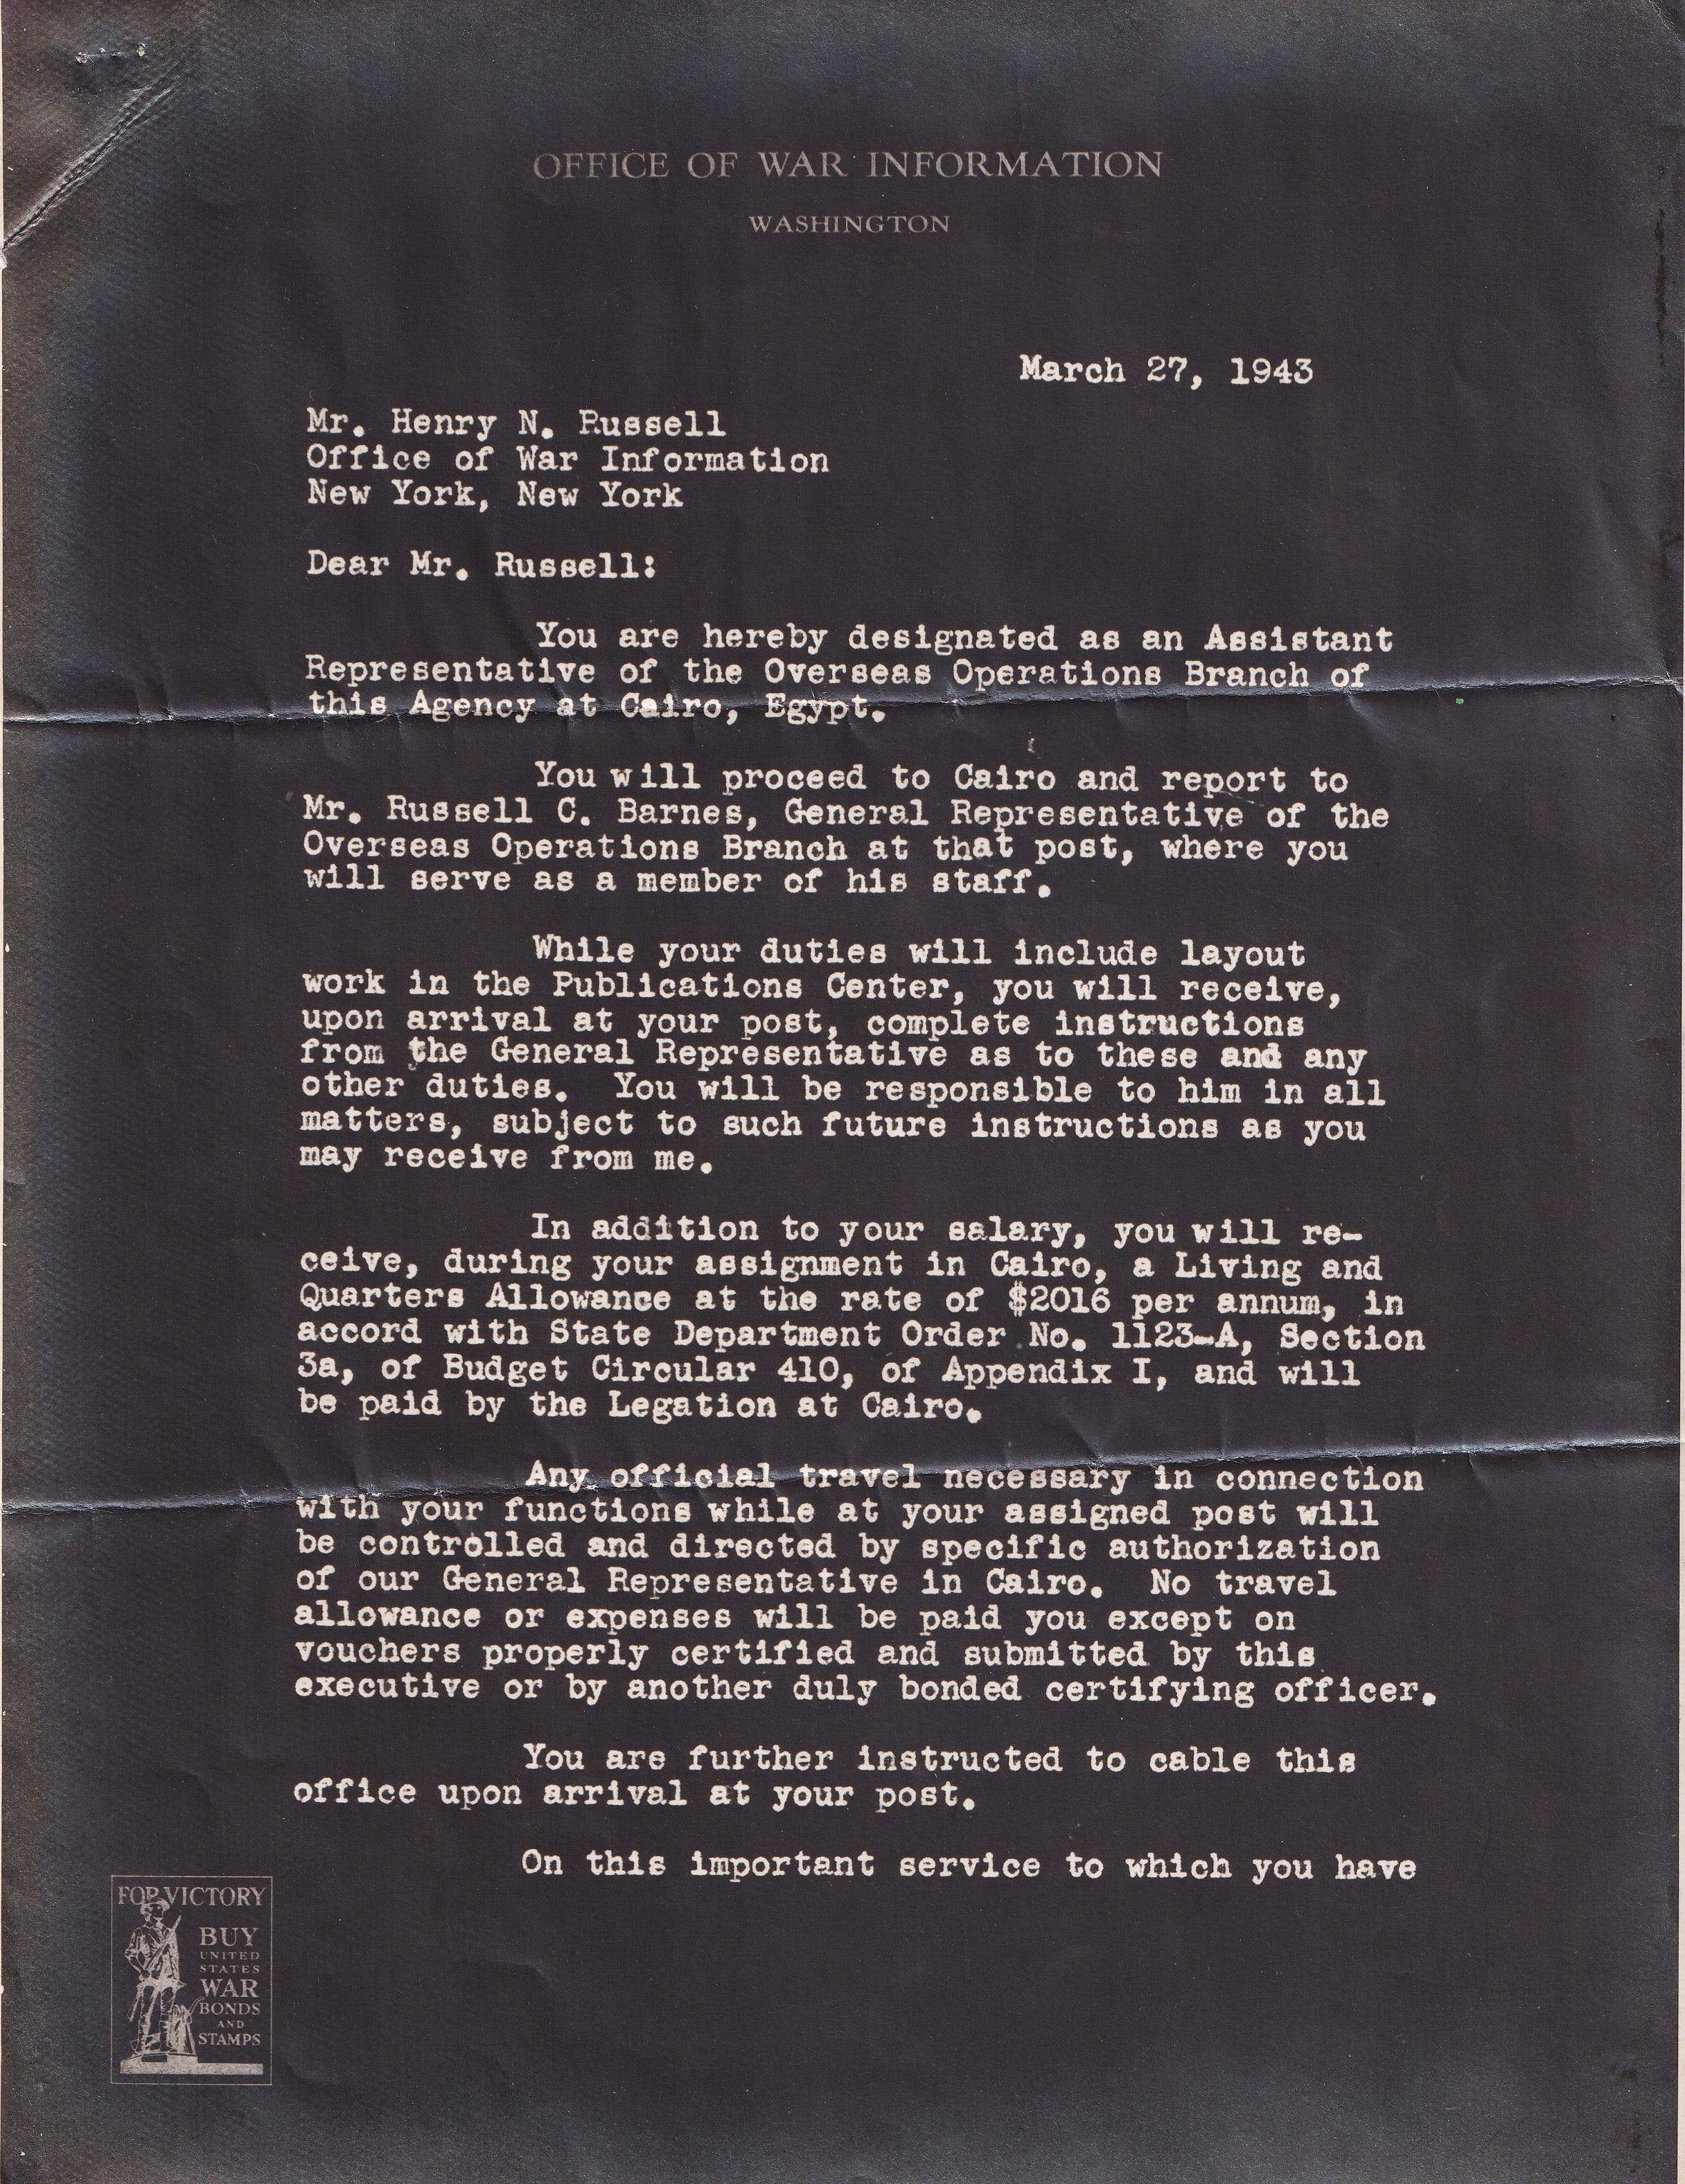 OFFICE OF WAR INFORMATION
WASHINGTON
March 27, 1943
Mr. Henry N. Russell
Office of War Information
New York, New York
Dear Mr. Russell:
You are hereby designated as an Assistant
Representative of the Overseas Operations Branch of
this Agency at Cairo, Egypt.
You will proceed to Cairo and report to
Mr. Russell C. Barnes, General Representative of the
Overseas Operations Branch at that post, where you
will serve as a member of his staff.
While your duties will include layout
work in the Publications Center, you will receive,
upon arrival at your post, complete instructions
from the General Representative as to these and any
other duties. You will be responsible to him in all
matters, subject to such future instructions as you
may receive from me.
In addition to your salary, you will re-
ceive, during your assignment in Cairo, a Living and
Quarters Allowance at the rate of $2016 per annum, in
accord with State Department Order No. 1123-A, Section
3a, of Budget Circular 410, of Appendix I, and will
be paid by the Legation at Cairo.
Any official travel necessary in connection
with your functions while at your assigned post will
be controlled and directed by specific authorization
of our General Representative in Cairo. No travel
allowance or expenses will be paid you except on
vouchers properly certified and submitted by this
executive or by another duly bonded certifying officer.
You are further instructed to cable this
office upon arrival at your post.
On this important service to which you have
FOR VICTORY
BUY
UNITED
STATES
WAR
BONDS
AND
STAMPS